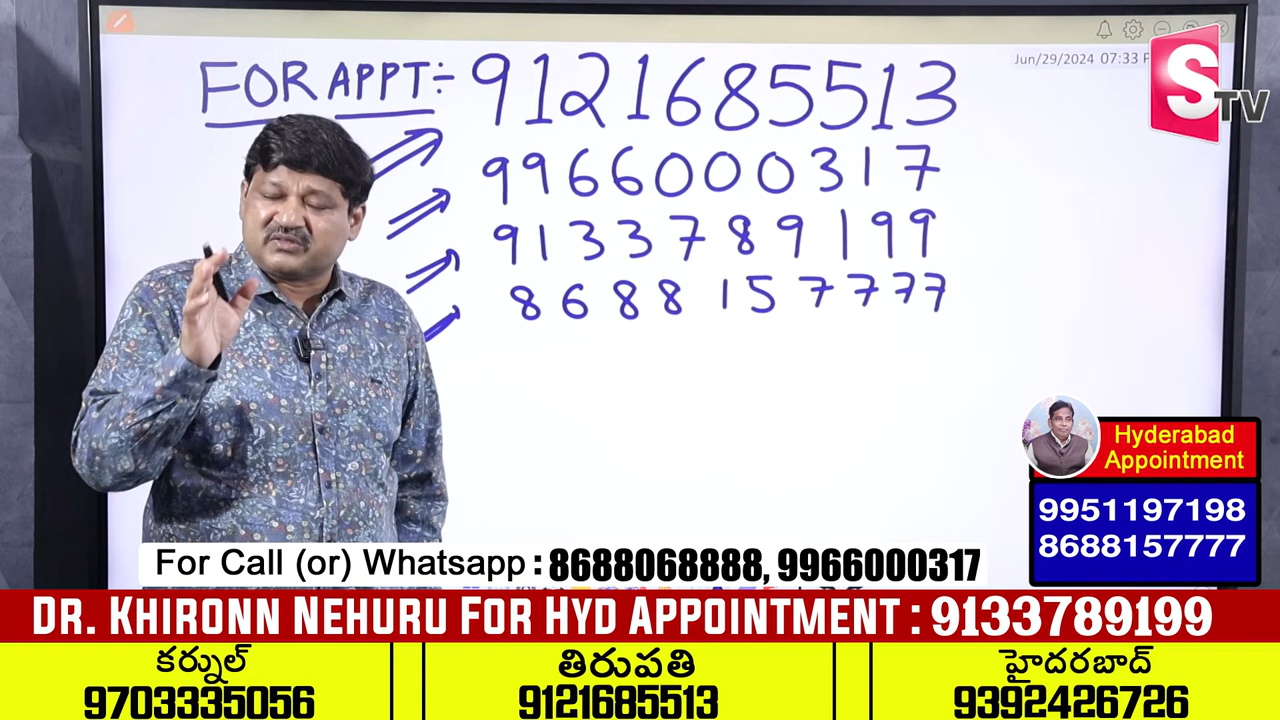 Jun/29/2024 07:33 P
STV
FOR APPT:- 9121685513
9966000317
9133789199
8688157777
Hyderabad
Appointment
9951197198
8688157777
For Call (or) Whatsapp : 8688068888, 9966000317
DR. KHIRONN NEHURU FOR HYD APPOINTMENT : 9133789199
కర్నుల్ తిరుపతి హైదరబాద్
9703335056 9121685513 9392426726